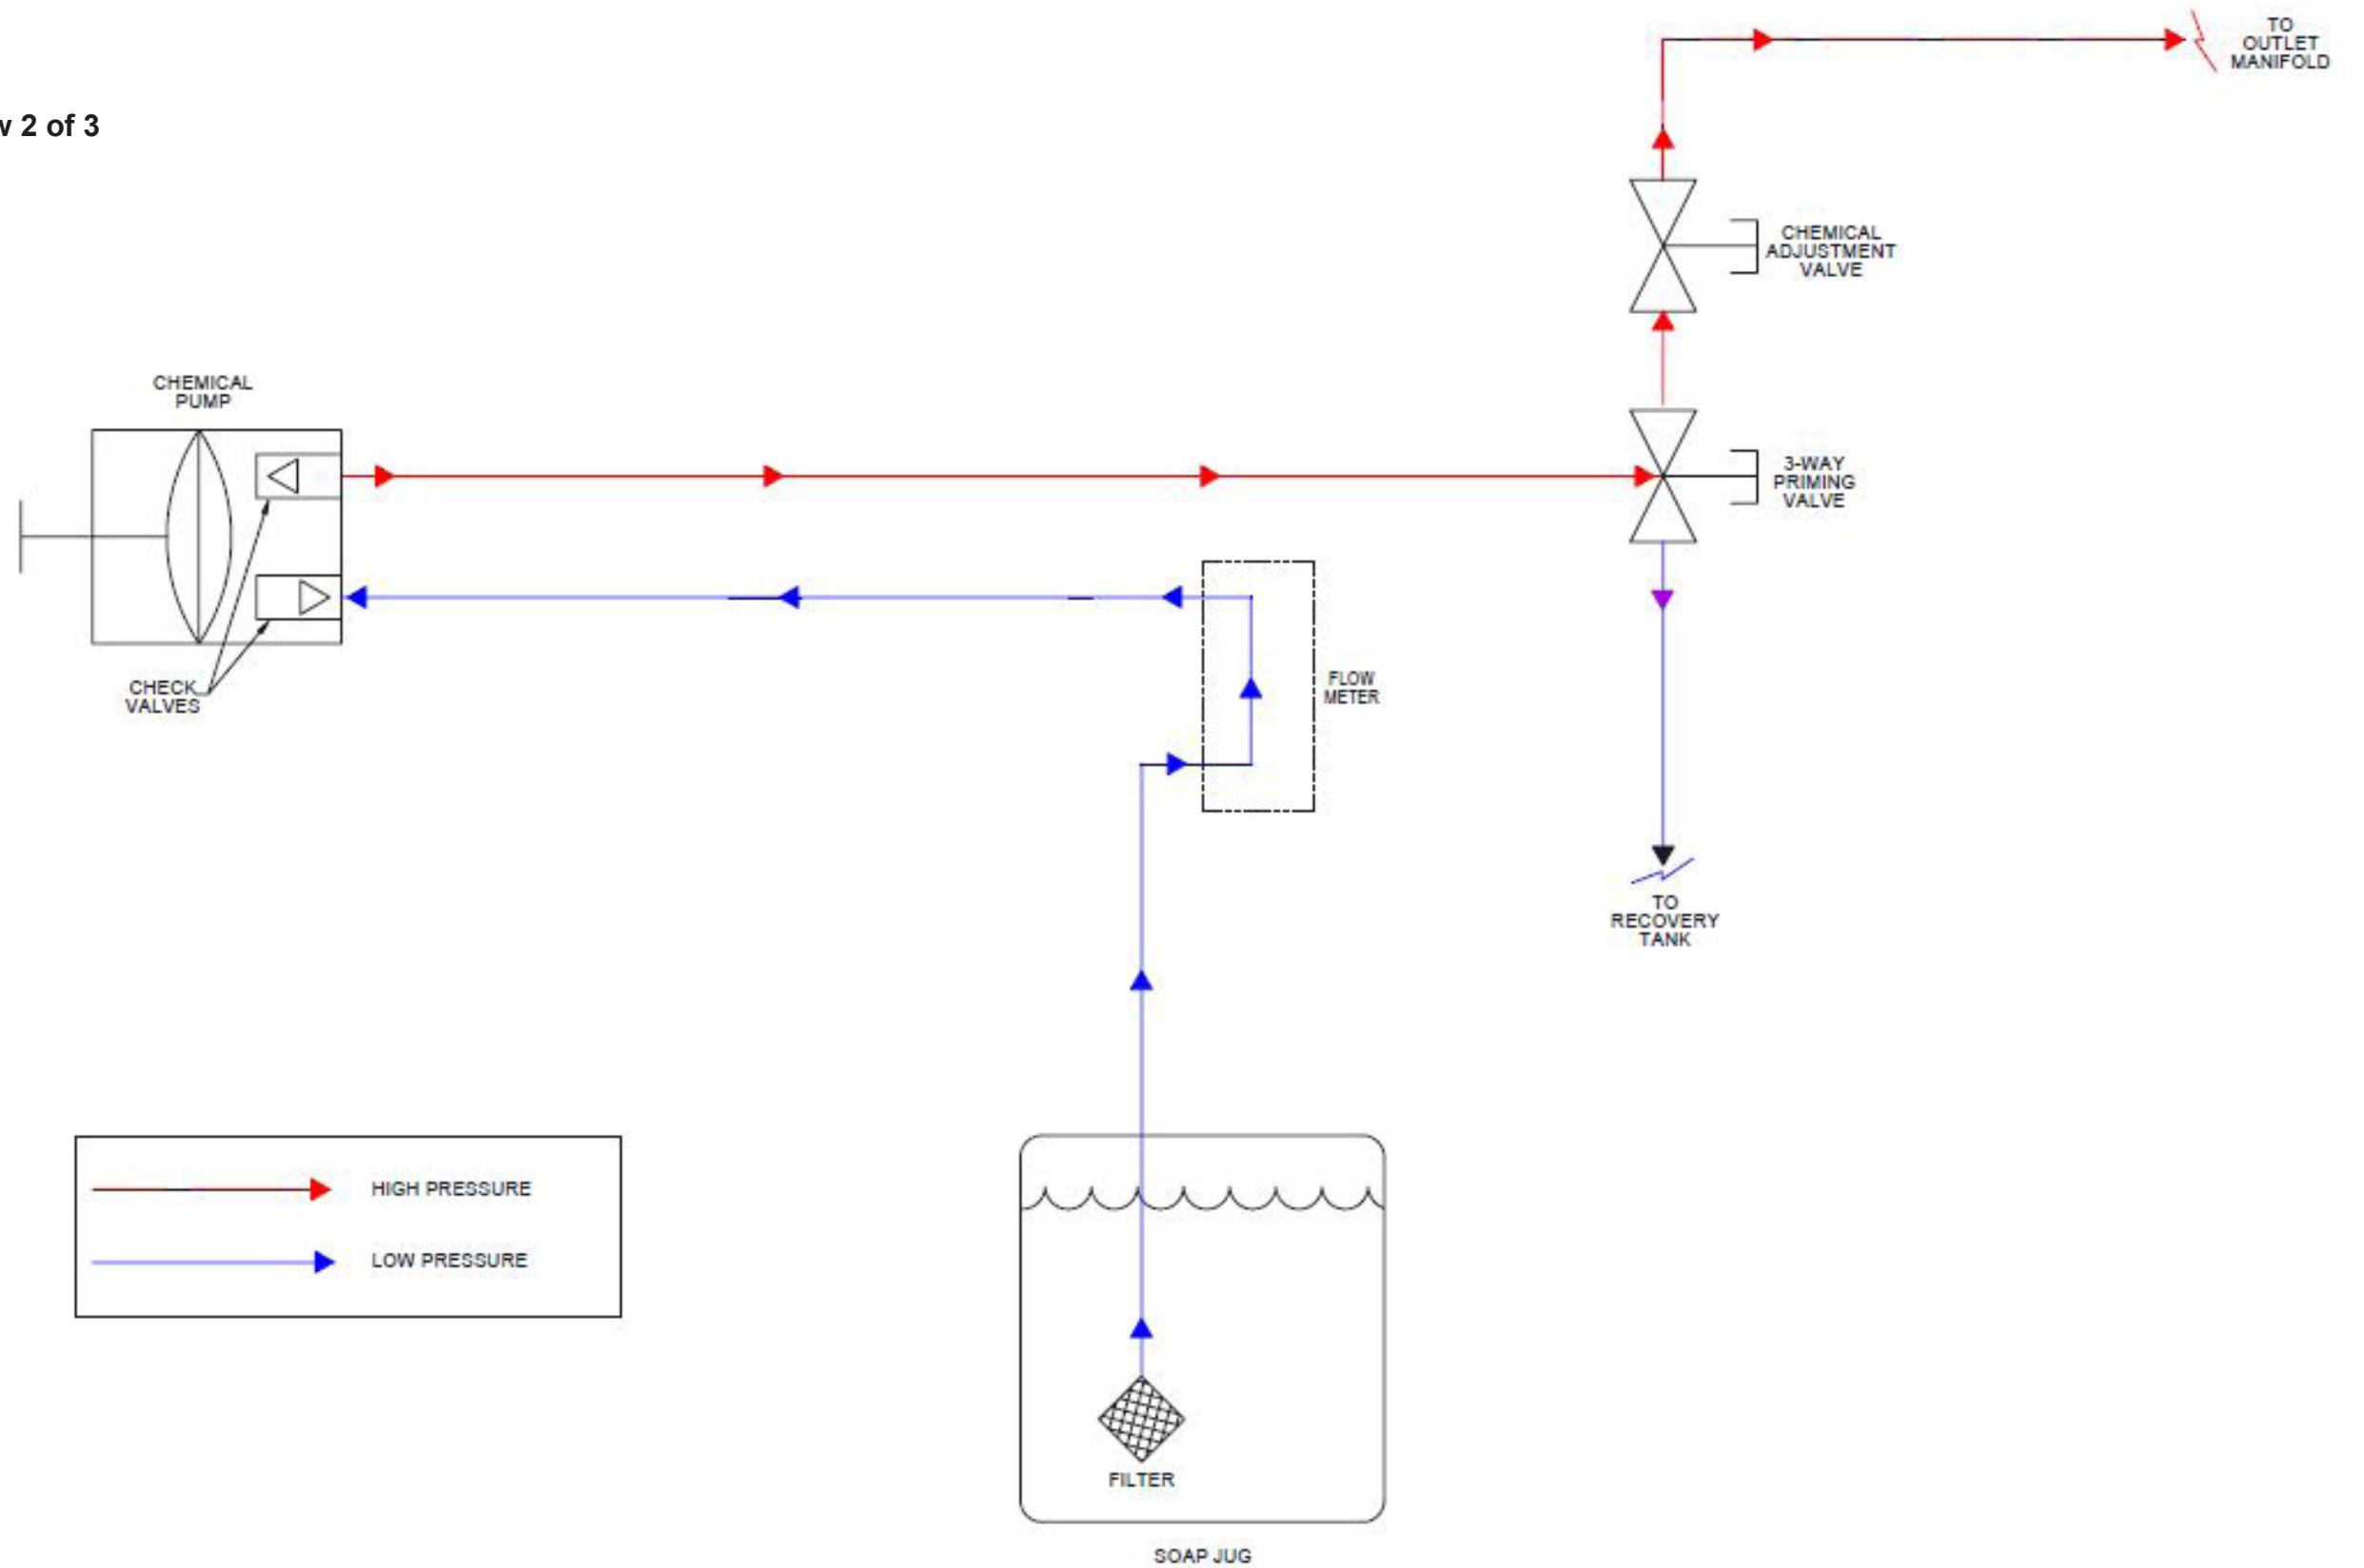 TO
OUTLET
MANIFOLD
2 of 3
CHEMICAL
ADJUSTMENT
VALVE
CHEMICAL
PUMP
3-WAY
PRIMING
VALVE
CHECK
VALVES
FLOW
METER
TO
RECOVERY
TANK
HIGH PRESSURE
LOW PRESSURE
FILTER
SOAP JUG